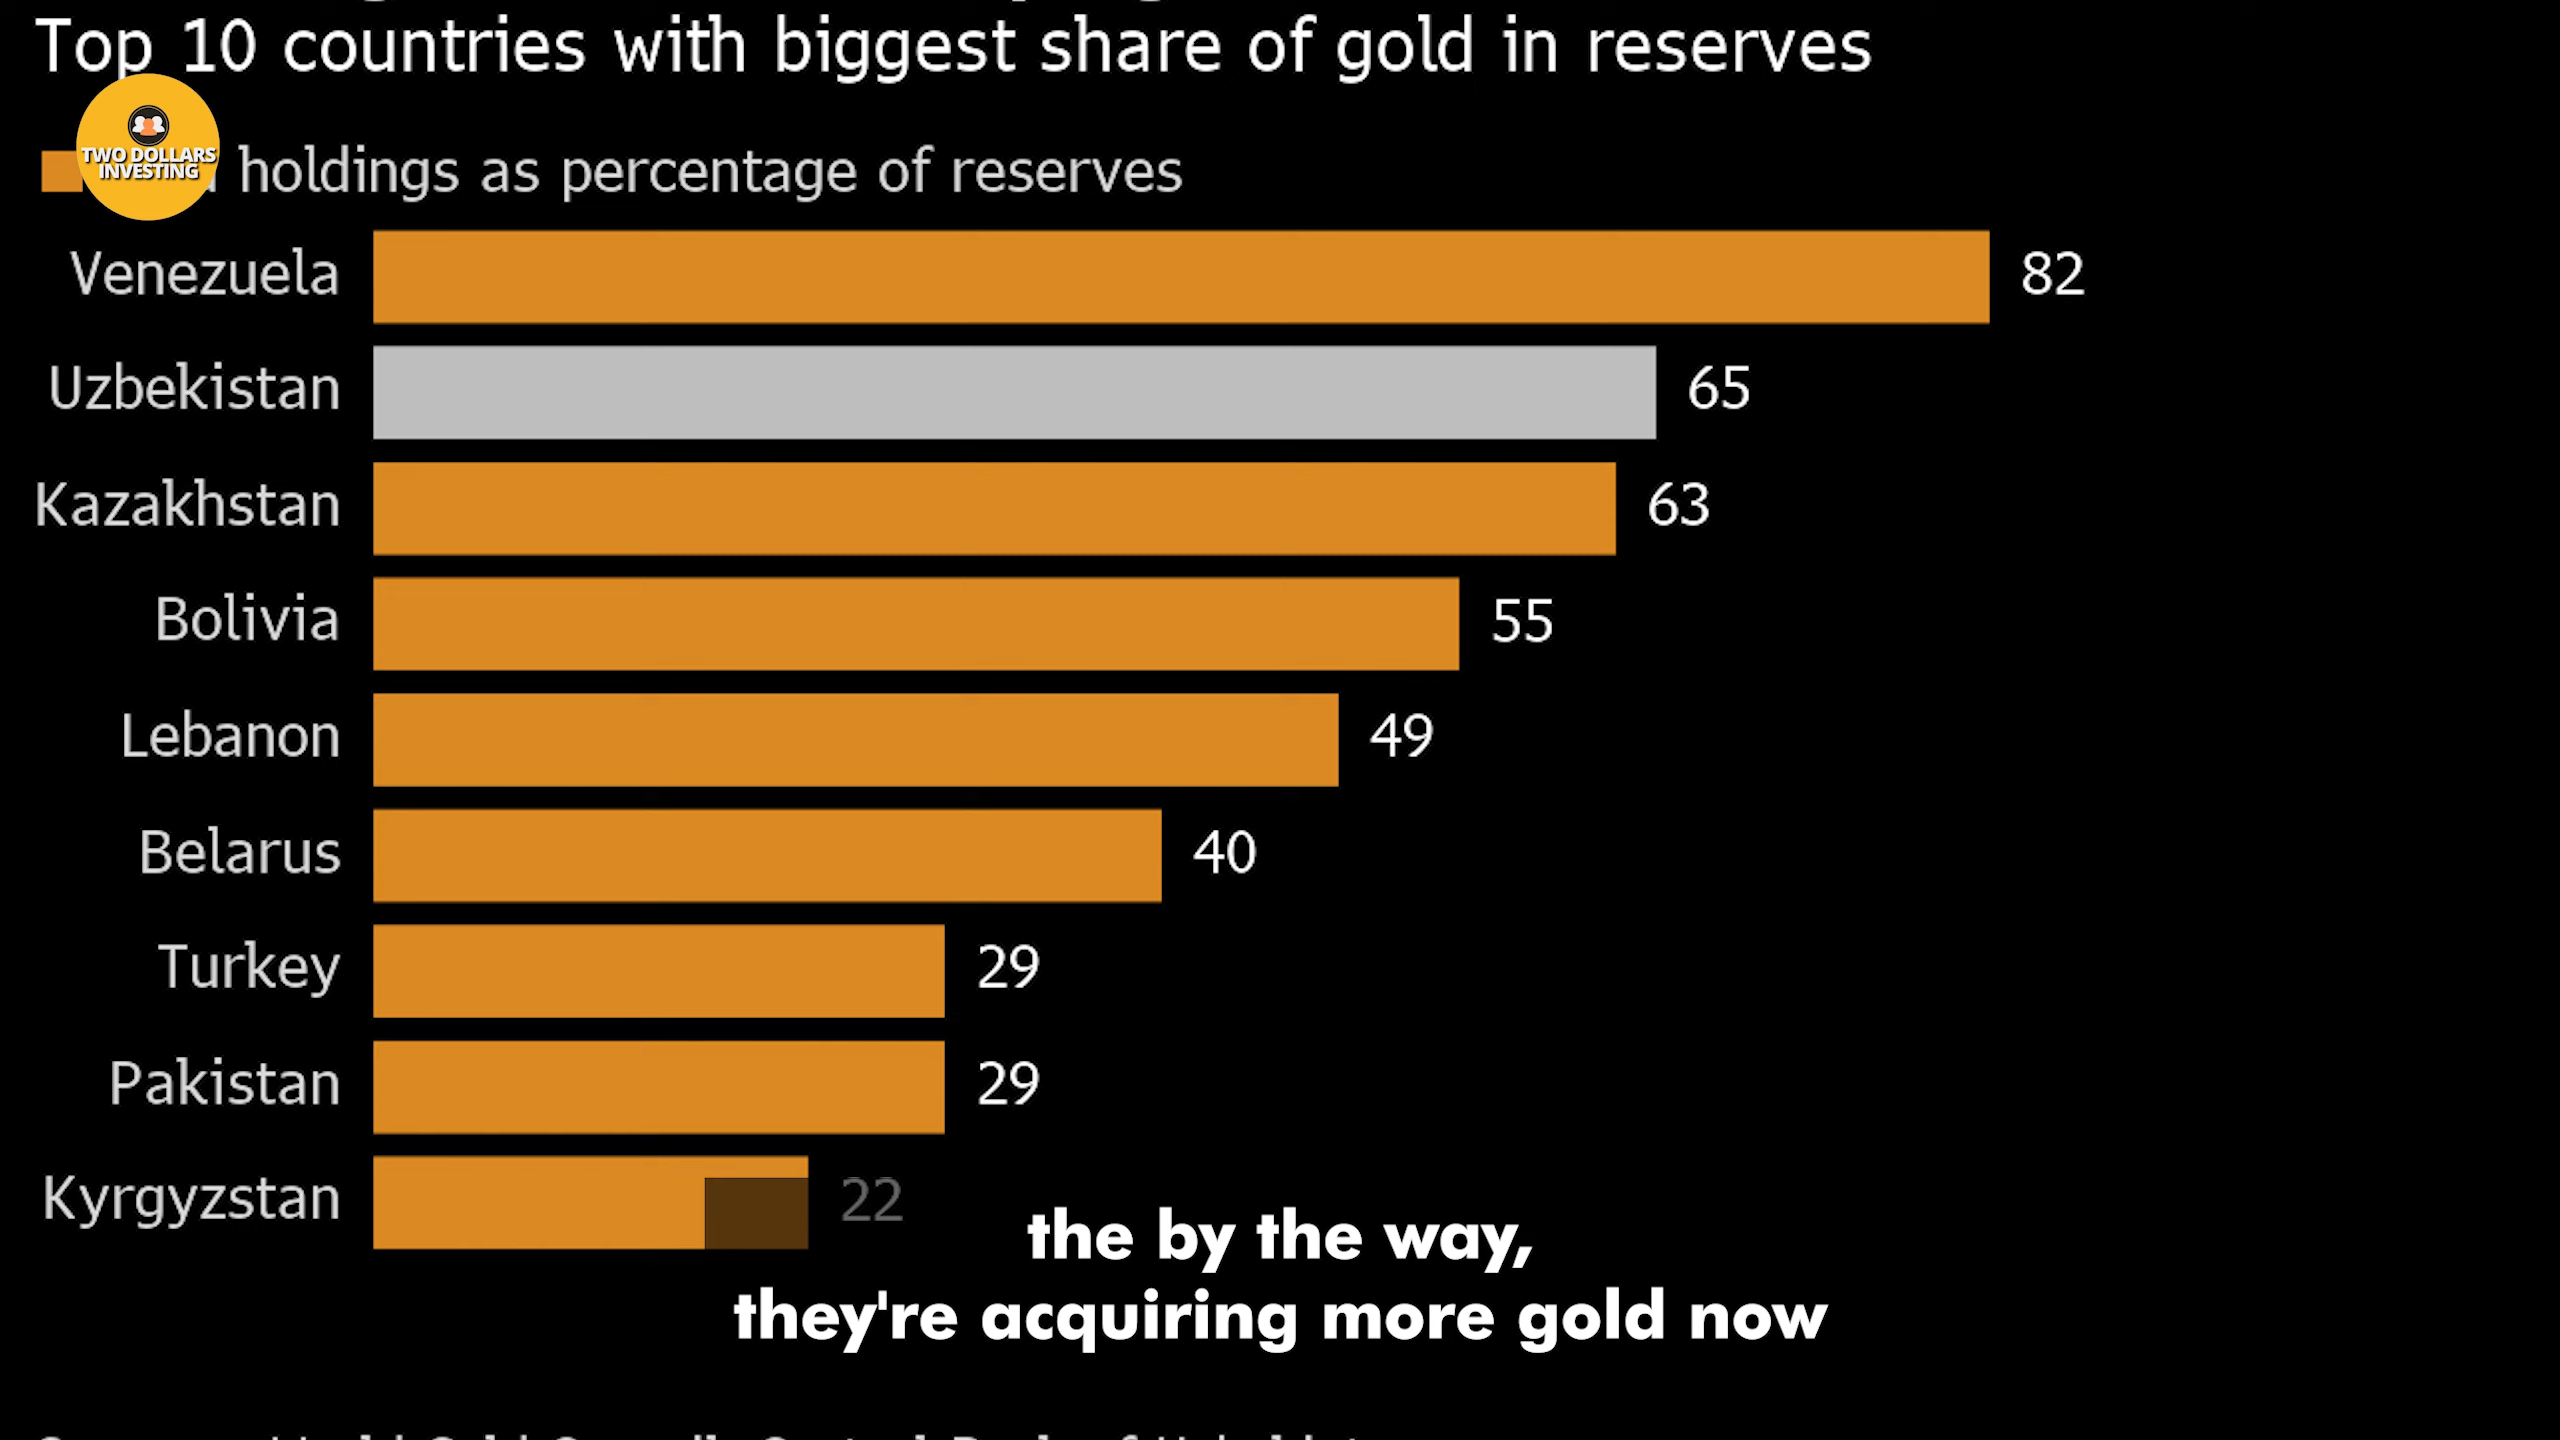 Top 10 countries with biggest share of gold in reserves
TWO DOLLARS
INVESTING
holdings as percentage of reserves
Venezuela 82
Uzbekistan 65
Kazakhstan 63
Bolivia 55
Lebanon 49
Belarus 40
Turkey 29
Pakistan 29
Kyrgyzstan 22
the by the way,
they're acquiring more gold now